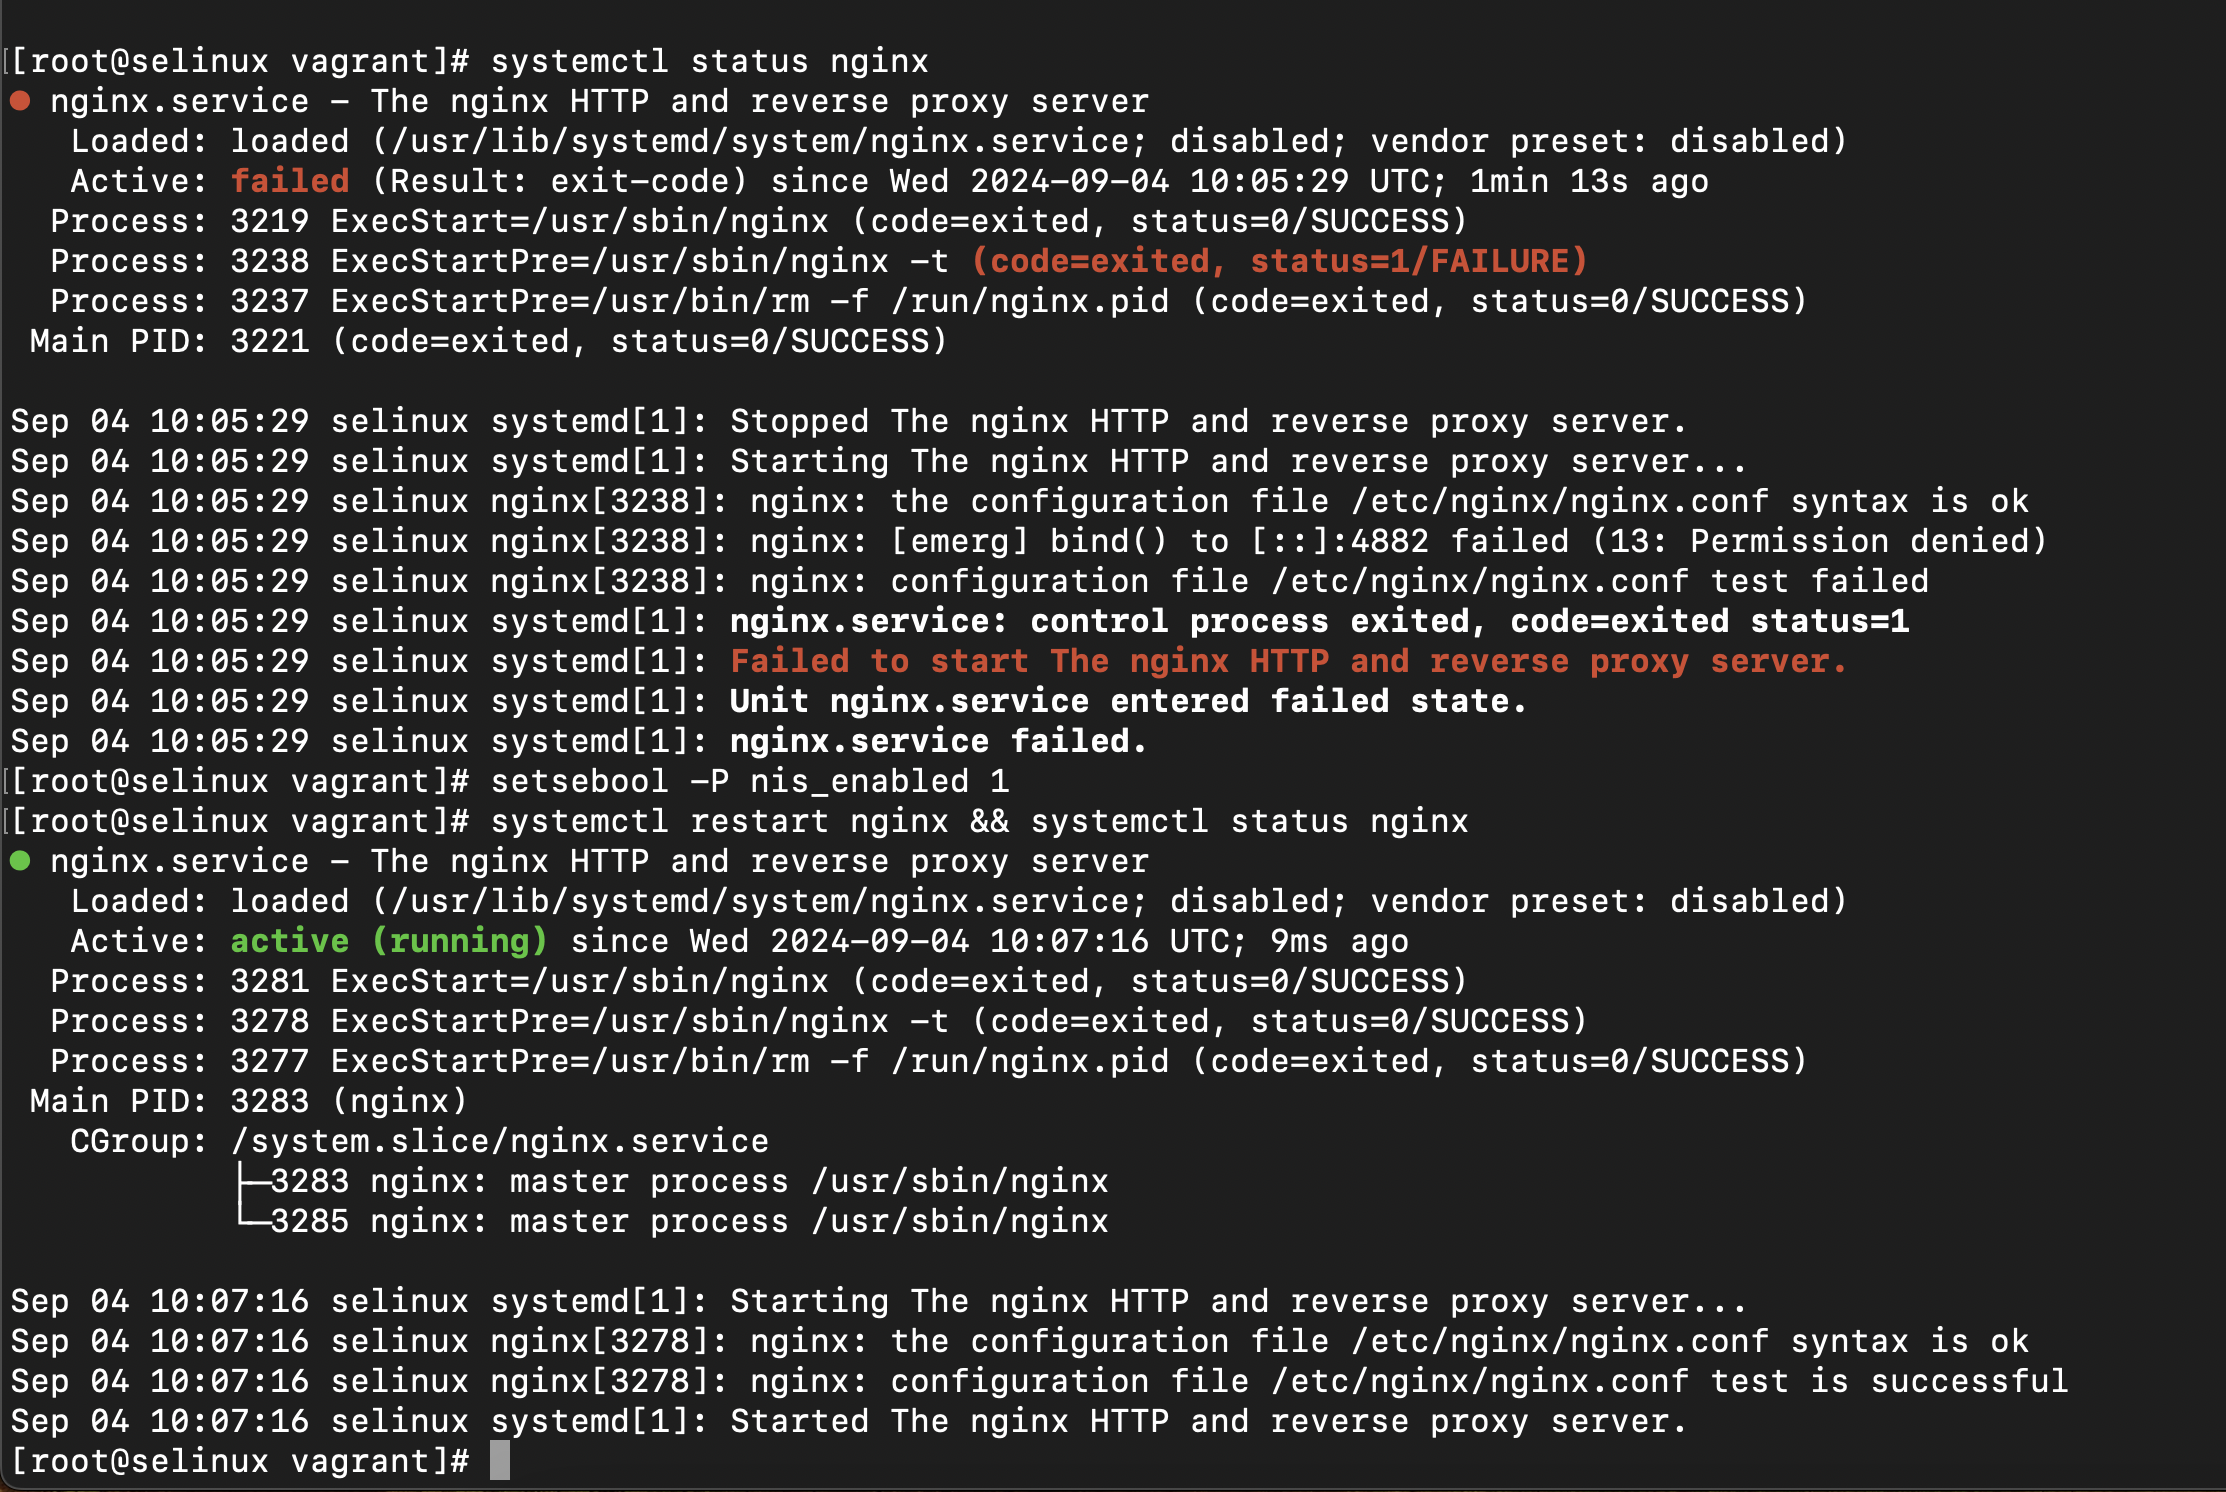 [[root@selinux vagrant]# systemctl status nginx
● nginx.service – The nginx HTTP and reverse proxy server
   Loaded: loaded (/usr/lib/systemd/system/nginx.service; disabled; vendor preset: disabled)
   Active: failed (Result: exit-code) since Wed 2024-09-04 10:05:29 UTC; 1min 13s ago
  Process: 3219 ExecStart=/usr/sbin/nginx (code=exited, status=0/SUCCESS)
  Process: 3238 ExecStartPre=/usr/sbin/nginx -t (code=exited, status=1/FAILURE)
  Process: 3237 ExecStartPre=/usr/bin/rm -f /run/nginx.pid (code=exited, status=0/SUCCESS)
 Main PID: 3221 (code=exited, status=0/SUCCESS)

Sep 04 10:05:29 selinux systemd[1]: Stopped The nginx HTTP and reverse proxy server.
Sep 04 10:05:29 selinux systemd[1]: Starting The nginx HTTP and reverse proxy server...
Sep 04 10:05:29 selinux nginx[3238]: nginx: the configuration file /etc/nginx/nginx.conf syntax is ok
Sep 04 10:05:29 selinux nginx[3238]: nginx: [emerg] bind() to [::]:4882 failed (13: Permission denied)
Sep 04 10:05:29 selinux nginx[3238]: nginx: configuration file /etc/nginx/nginx.conf test failed
Sep 04 10:05:29 selinux systemd[1]: nginx.service: control process exited, code=exited status=1
Sep 04 10:05:29 selinux systemd[1]: Failed to start The nginx HTTP and reverse proxy server.
Sep 04 10:05:29 selinux systemd[1]: Unit nginx.service entered failed state.
Sep 04 10:05:29 selinux systemd[1]: nginx.service failed.
[[root@selinux vagrant]# setsebool -P nis_enabled 1
[[root@selinux vagrant]# systemctl restart nginx && systemctl status nginx
● nginx.service – The nginx HTTP and reverse proxy server
   Loaded: loaded (/usr/lib/systemd/system/nginx.service; disabled; vendor preset: disabled)
   Active: active (running) since Wed 2024-09-04 10:07:16 UTC; 9ms ago
  Process: 3281 ExecStart=/usr/sbin/nginx (code=exited, status=0/SUCCESS)
  Process: 3278 ExecStartPre=/usr/sbin/nginx -t (code=exited, status=0/SUCCESS)
  Process: 3277 ExecStartPre=/usr/bin/rm -f /run/nginx.pid (code=exited, status=0/SUCCESS)
 Main PID: 3283 (nginx)
   CGroup: /system.slice/nginx.service
           ├─3283 nginx: master process /usr/sbin/nginx
           └─3285 nginx: master process /usr/sbin/nginx

Sep 04 10:07:16 selinux systemd[1]: Starting The nginx HTTP and reverse proxy server...
Sep 04 10:07:16 selinux nginx[3278]: nginx: the configuration file /etc/nginx/nginx.conf syntax is ok
Sep 04 10:07:16 selinux nginx[3278]: nginx: configuration file /etc/nginx/nginx.conf test is successful
Sep 04 10:07:16 selinux systemd[1]: Started The nginx HTTP and reverse proxy server.
[root@selinux vagrant]#